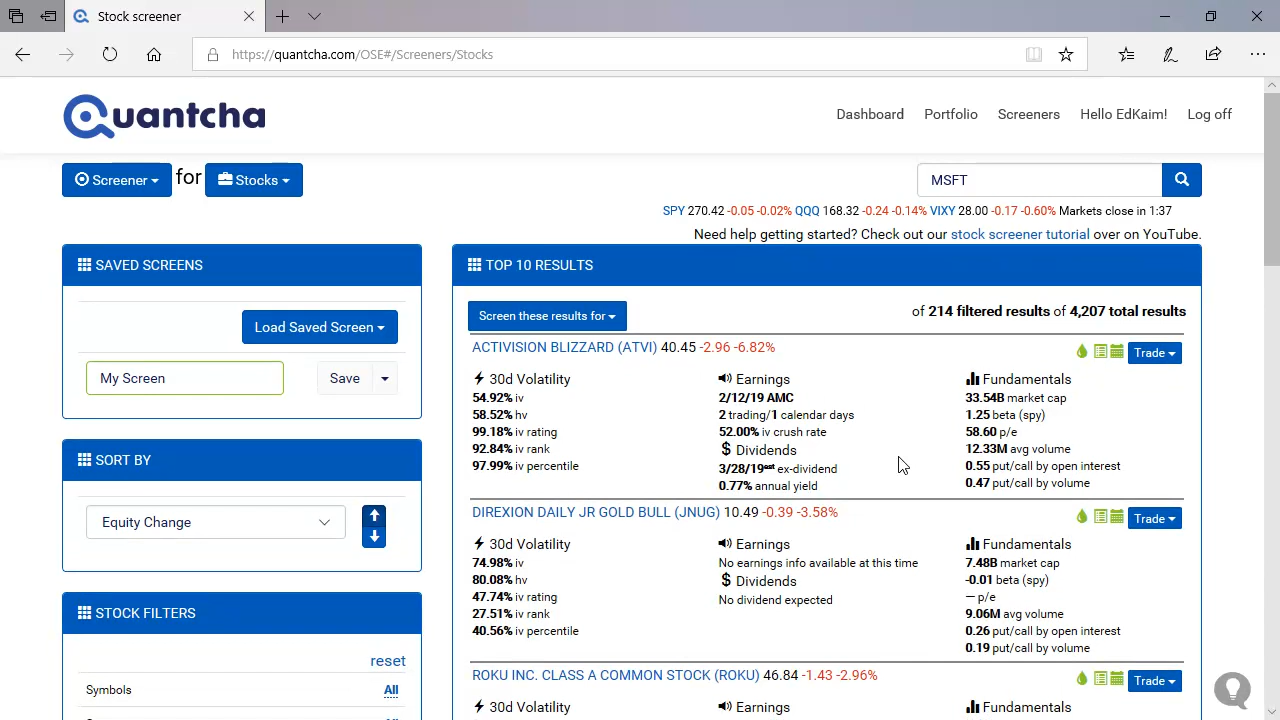 Stock screener
https://quantcha.com/OSE#/Screeners/Stocks
Quantcha
Dashboard Portfolio Screeners Hello EdKaim! Log off
Screener for Stocks
MSFT
SPY 270.42 -0.05 -0.02% QQQ 168.32 -0.24 -0.14% VIXY 28.00 -0.17 -0.60% Markets close in 1:37
Need help getting started? Check out our stock screener tutorial over on YouTube.
SAVED SCREENS
Load Saved Screen
My Screen Save
SORT BY
Equity Change
STOCK FILTERS
reset
Symbols All
TOP 10 RESULTS
Screen these results for
of 214 filtered results of 4,207 total results
ACTIVISION BLIZZARD (ATVI) 40.45 -2.96 -6.82% Trade
30d Volatility
54.92% iv
58.52% hv
99.18% iv rating
92.84% iv rank
97.99% iv percentile
Earnings
2/12/19 AMC
2 trading/1 calendar days
52.00% iv crush rate
$ Dividends
3/28/19est ex-dividend
0.77% annual yield
Fundamentals
33.54B market cap
1.25 beta (spy)
58.60 p/e
12.33M avg volume
0.55 put/call by open interest
0.47 put/call by volume
DIREXION DAILY JR GOLD BULL (JNUG) 10.49 -0.39 -3.58% Trade
30d Volatility
74.98% iv
80.08% hv
47.74% iv rating
27.51% iv rank
40.56% iv percentile
Earnings
No earnings info available at this time
$ Dividends
No dividend expected
Fundamentals
7.48B market cap
-0.01 beta (spy)
— p/e
9.06M avg volume
0.26 put/call by open interest
0.19 put/call by volume
ROKU INC. CLASS A COMMON STOCK (ROKU) 46.84 -1.43 -2.96% Trade
30d Volatility
Earnings
Fundamentals